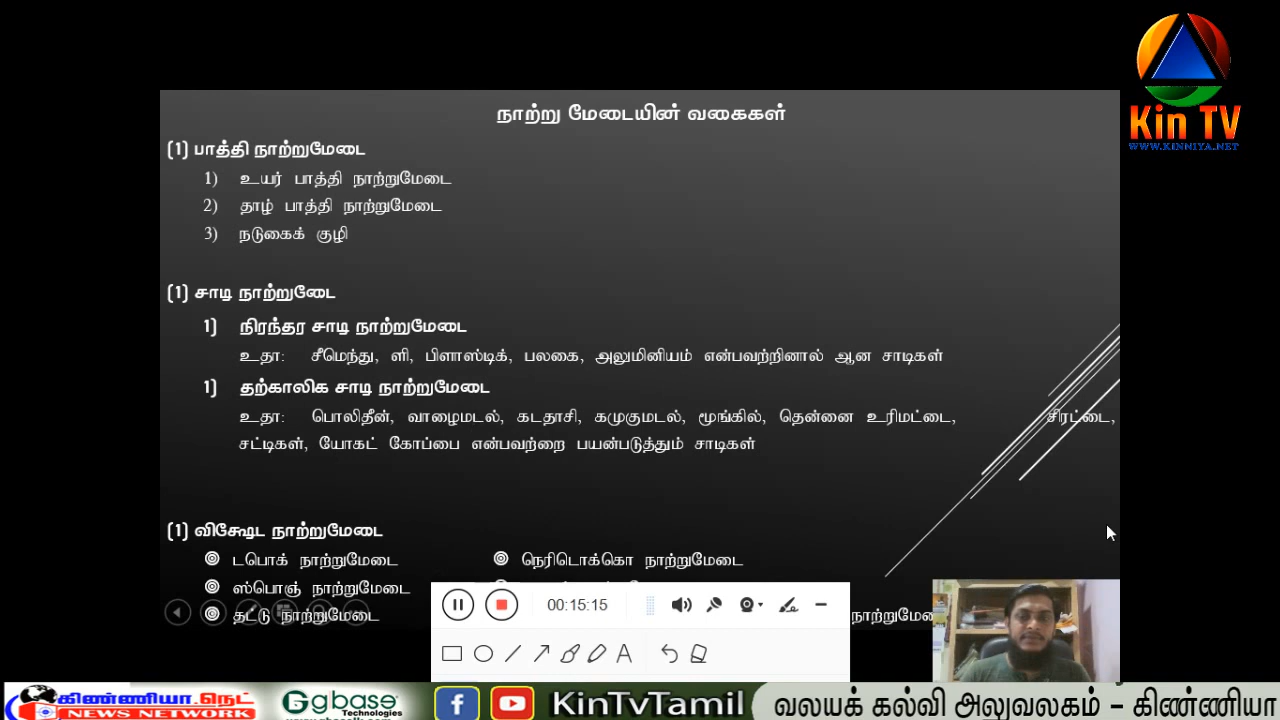 Kin TV
WWW.KINNIYA.NET
நாற்று மேடையின் வகைகள்
(1) பாத்தி நாற்றுமேடை
1) உயர் பாத்தி நாற்றுமேடை
2) தாழ் பாத்தி நாற்றுமேடை
3) நடுகைக் குழி
(1) சாடி நாற்றுடேை
1) நிரந்தர சாடி நாற்றுமேடை
உதா: சீமெந்து, ளி, பிளாஸ்டிக், பலகை, அலுமினியம் என்பவற்றினால் ஆன சாடிகள்
1) தற்காலிக சாடி நாற்றுமேடை
உதா: பொலிதீன், வாழைமடல், கடதாசி, கமுகுமடல், மூங்கில், தென்னை உரிமட்டை, சிரட்டை,
சட்டிகள், யோகட் கோப்பை என்பவற்றை பயன்படுத்தும் சாடிகள்
(1) விசேஷட நாற்றுமேடை
டபொக் நாற்றுமேடை நெரிடொக்கொ நாற்றுமேடை
ஸ்பொஞ் நாற்றுமேடை
தட்டு நாற்றுமேடை
00:15:15
A
கிண்ணியா.நெட்
NEWS NETWORK
Ggbase
Technologies
KinTvTamil
வலயக் கல்வி அலுவலகம் – கிண்ணியா